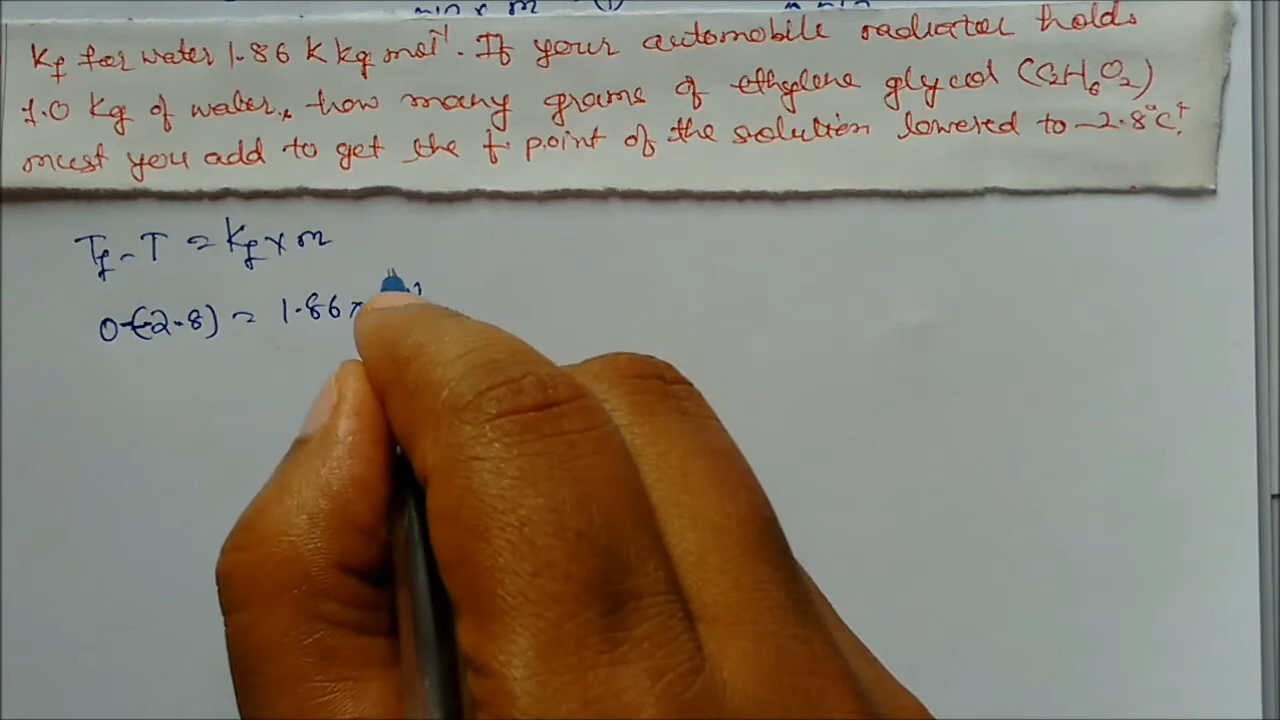 Kf for water 1.86 K kg mol⁻¹. If your automobile radiator holds
1.0 Kg of water, how many grams of ethylene glycol (C2H6O2)
must you add to get the f. point of the solution lowered to -2.8°C?
Tf - T = Kf x m
0-(-2.8) = 1.86 x